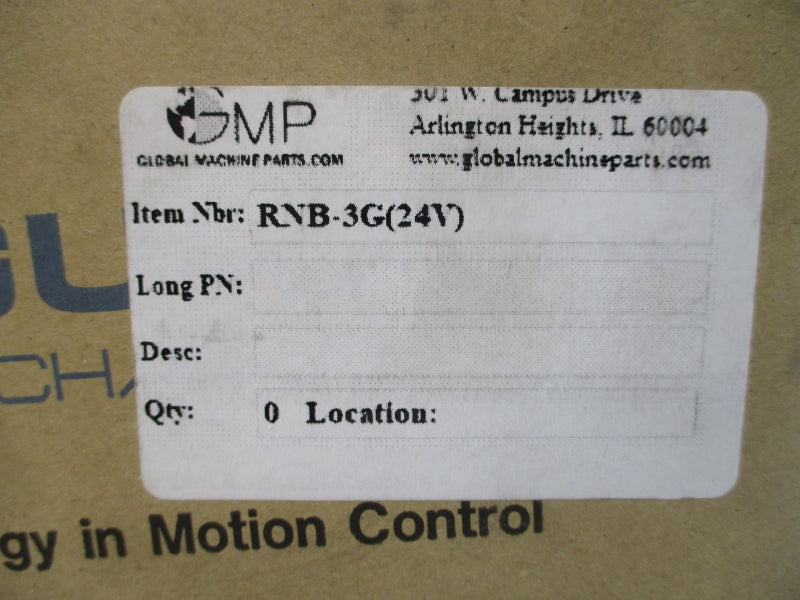 GMP
GLOBAL MACHINE PARTS.COM
301 W. Campus Drive
Arlington Heights, IL 60004
www.globalmachineparts.com
Item Nbr: RNB-3G(24V)
Long PN:
Desc:
Qty: 0 Location:
gy in Motion Control